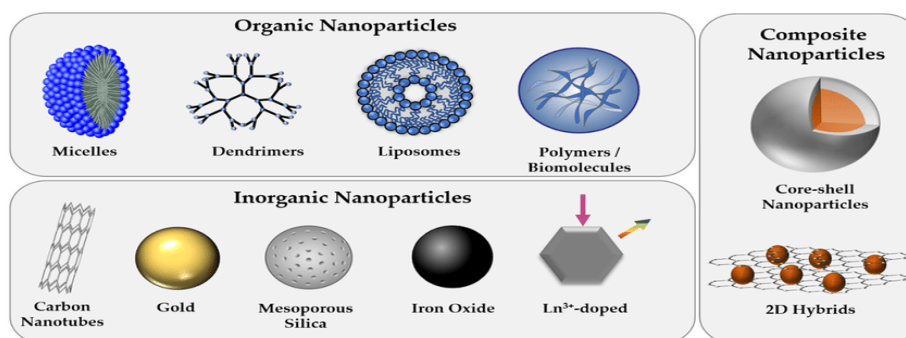 Organic Nanoparticles
Micelles
Dendrimers
Liposomes
Polymers /
Biomolecules
Inorganic Nanoparticles
Carbon
Nanotubes
Gold
Mesoporous
Silica
Iron Oxide
Ln³⁺-doped
Composite
Nanoparticles
Core-shell
Nanoparticles
2D Hybrids